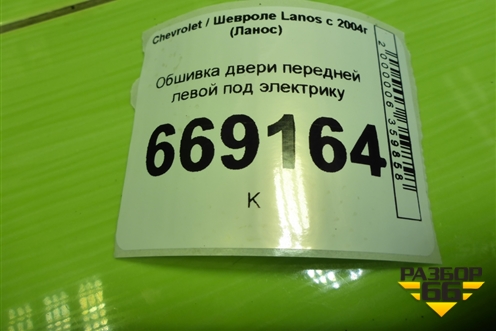 Chevrolet / Шевроле Lanos с 2004г
(Ланос)
Обшивка двери передней
левой под электрику
669164
К
2000006359858
РАЗБОР
66